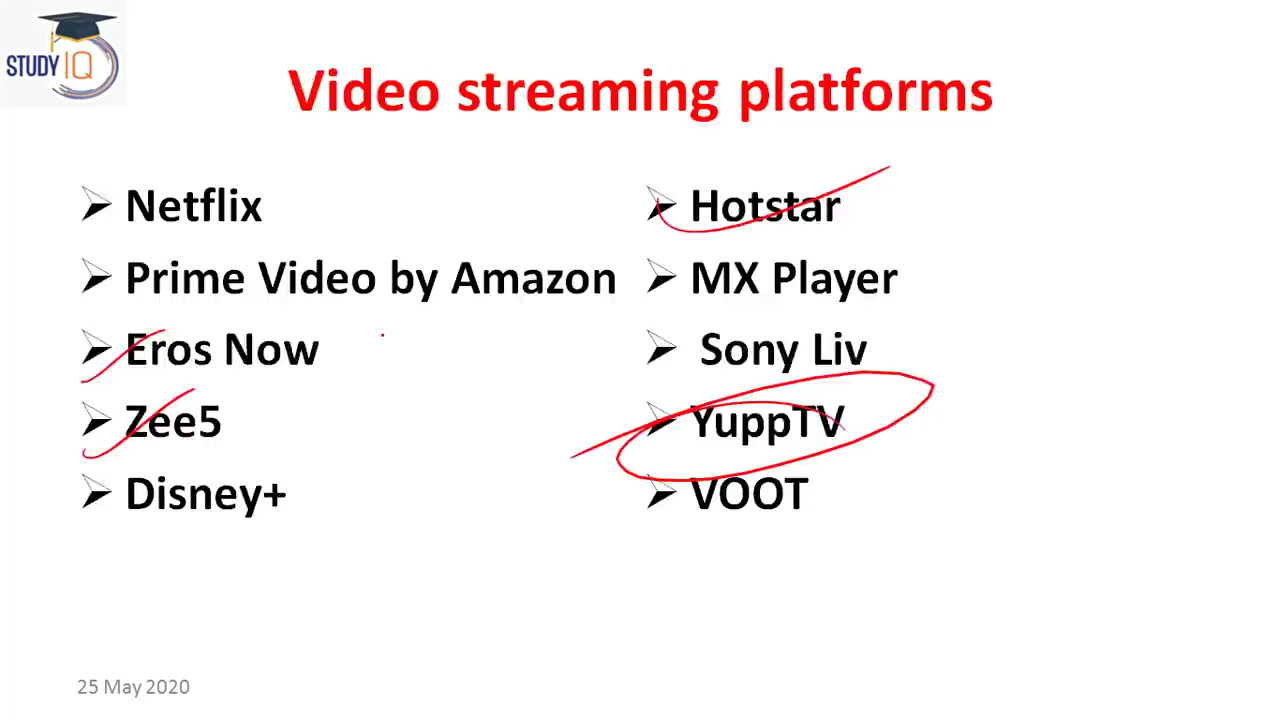 STUDY IQ
Video streaming platforms
Netflix
Prime Video by Amazon
Eros Now
Zee5
Disney+
Hotstar
MX Player
Sony Liv
YuppTV
VOOT
25 May 2020